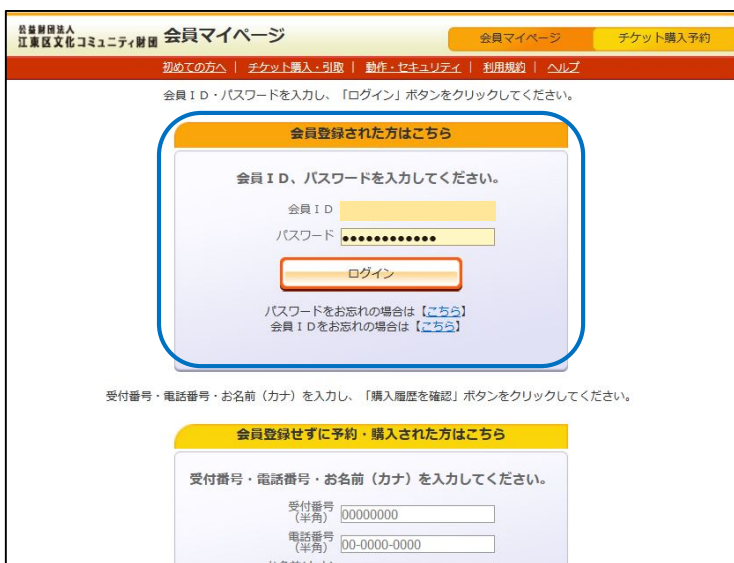 公益財団法人
江東区文化コミュニティ財団 会員マイページ
会員マイページ チケット購入予約
初めての方へ | チケット購入・引取 | 動作・セキュリティ | 利用規約 | ヘルプ
会員ＩＤ・パスワードを入力し、「ログイン」ボタンをクリックしてください。
会員登録された方はこちら
会員ＩＤ、パスワードを入力してください。
会員ＩＤ
パスワード ●●●●●●●●●●●●
ログイン
パスワードをお忘れの場合は【こちら】
会員ＩＤをお忘れの場合は【こちら】
受付番号・電話番号・お名前（カナ）を入力し、「購入履歴を確認」ボタンをクリックしてください。
会員登録せずに予約・購入された方はこちら
受付番号・電話番号・お名前（カナ）を入力してください。
受付番号
（半角） 00000000
電話番号
（半角） 00-0000-0000